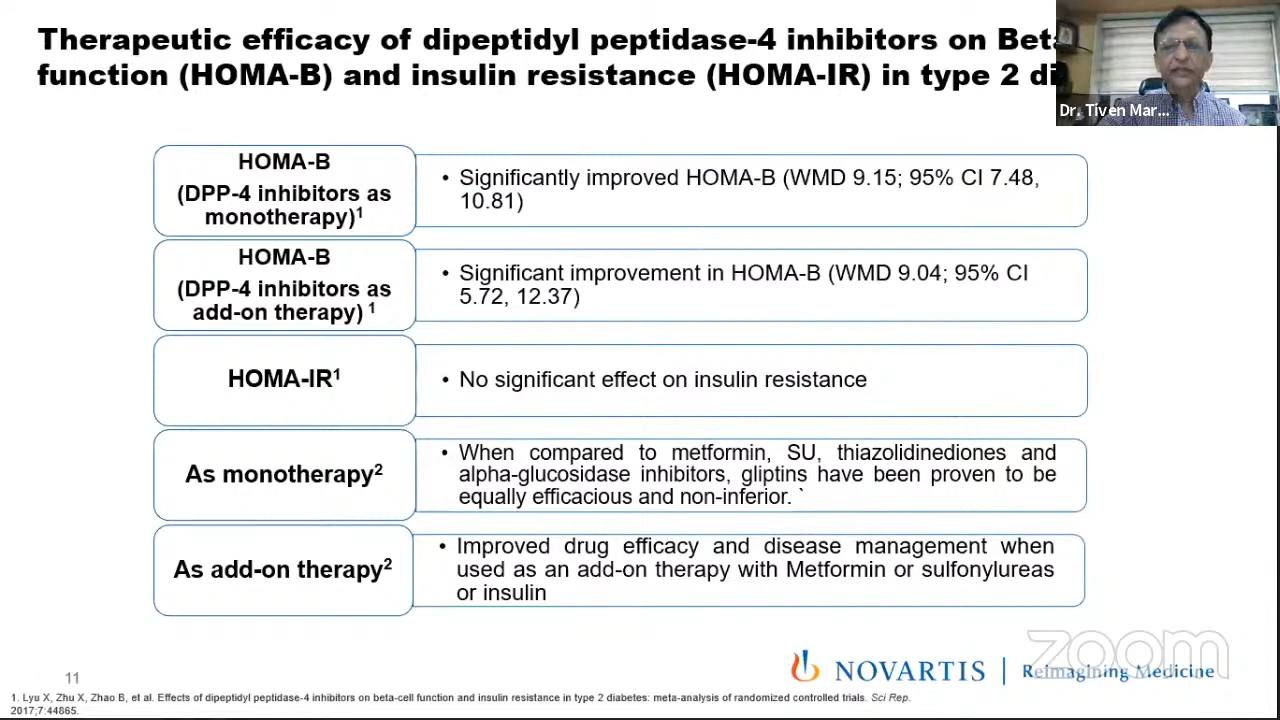 Therapeutic efficacy of dipeptidyl peptidase-4 inhibitors on
function (HOMA-B) and insulin resistance (HOMA-IR) in type 2
Dr. Tiven Mar...
HOMA-B
(DPP-4 inhibitors as
monotherapy)1
• Significantly improved HOMA-B (WMD 9.15; 95% CI 7.48,
10.81)
HOMA-B
(DPP-4 inhibitors as
add-on therapy) 1
• Significant improvement in HOMA-B (WMD 9.04; 95% CI
5.72, 12.37)
HOMA-IR1
• No significant effect on insulin resistance
As monotherapy2
• When compared to metformin, SU, thiazolidinediones and
alpha-glucosidase inhibitors, gliptins have been proven to be
equally efficacious and non-inferior. `
As add-on therapy2
• Improved drug efficacy and disease management when
used as an add-on therapy with Metformin or sulfonylureas
or insulin
zoom
NOVARTIS | Reimagining Medicine
11
1. Lyu X, Zhu X, Zhao B, et al. Effects of dipeptidyl peptidase-4 inhibitors on beta-cell function and insulin resistance in type 2 diabetes: meta-analysis of randomized controlled trials. Sci Rep.
2017;7:44865.